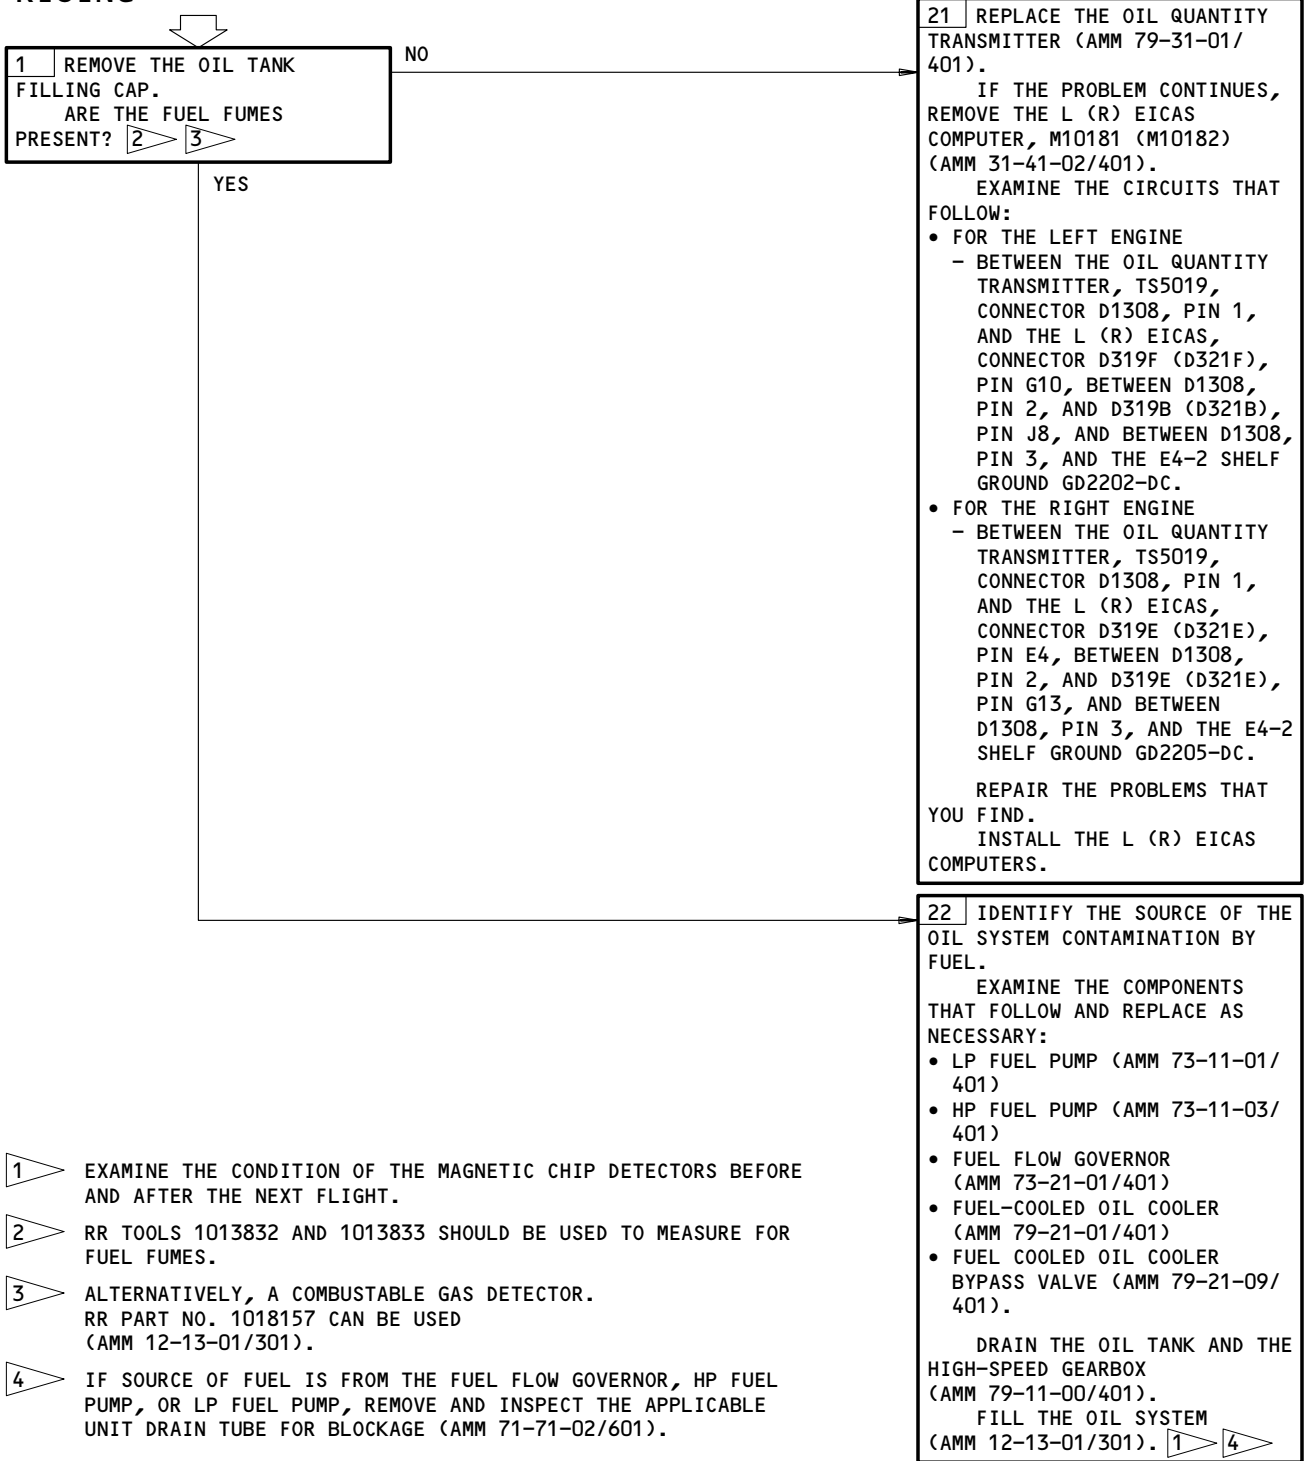 1 REMOVE THE OIL TANK
FILLING CAP.
ARE THE FUEL FUMES
PRESENT? 2 3
NO
YES
21 REPLACE THE OIL QUANTITY
TRANSMITTER (AMM 79-31-01/
401).
IF THE PROBLEM CONTINUES,
REMOVE THE L (R) EICAS
COMPUTER, M10181 (M10182)
(AMM 31-41-02/401).
EXAMINE THE CIRCUITS THAT
FOLLOW:
• FOR THE LEFT ENGINE
- BETWEEN THE OIL QUANTITY
TRANSMITTER, TS5019,
CONNECTOR D1308, PIN 1,
AND THE L (R) EICAS,
CONNECTOR D319F (D321F),
PIN G10, BETWEEN D1308,
PIN 2, AND D319B (D321B),
PIN J8, AND BETWEEN D1308,
PIN 3, AND THE E4-2 SHELF
GROUND GD2202-DC.
• FOR THE RIGHT ENGINE
- BETWEEN THE OIL QUANTITY
TRANSMITTER, TS5019,
CONNECTOR D1308, PIN 1,
AND THE L (R) EICAS,
CONNECTOR D319E (D321E),
PIN E4, BETWEEN D1308,
PIN 2, AND D319E (D321E),
PIN G13, AND BETWEEN
D1308, PIN 3, AND THE E4-2
SHELF GROUND GD2205-DC.
REPAIR THE PROBLEMS THAT
YOU FIND.
INSTALL THE L (R) EICAS
COMPUTERS.
22 IDENTIFY THE SOURCE OF THE
OIL SYSTEM CONTAMINATION BY
FUEL.
EXAMINE THE COMPONENTS
THAT FOLLOW AND REPLACE AS
NECESSARY:
• LP FUEL PUMP (AMM 73-11-01/
401)
• HP FUEL PUMP (AMM 73-11-03/
401)
• FUEL FLOW GOVERNOR
(AMM 73-21-01/401)
• FUEL-COOLED OIL COOLER
(AMM 79-21-01/401)
• FUEL COOLED OIL COOLER
BYPASS VALVE (AMM 79-21-09/
401).
DRAIN THE OIL TANK AND THE
HIGH-SPEED GEARBOX
(AMM 79-11-00/401).
FILL THE OIL SYSTEM
(AMM 12-13-01/301). 1 4
1 EXAMINE THE CONDITION OF THE MAGNETIC CHIP DETECTORS BEFORE
AND AFTER THE NEXT FLIGHT.
2 RR TOOLS 1013832 AND 1013833 SHOULD BE USED TO MEASURE FOR
FUEL FUMES.
3 ALTERNATIVELY, A COMBUSTABLE GAS DETECTOR.
RR PART NO. 1018157 CAN BE USED
(AMM 12-13-01/301).
4 IF SOURCE OF FUEL IS FROM THE FUEL FLOW GOVERNOR, HP FUEL
PUMP, OR LP FUEL PUMP, REMOVE AND INSPECT THE APPLICABLE
UNIT DRAIN TUBE FOR BLOCKAGE (AMM 71-71-02/601).